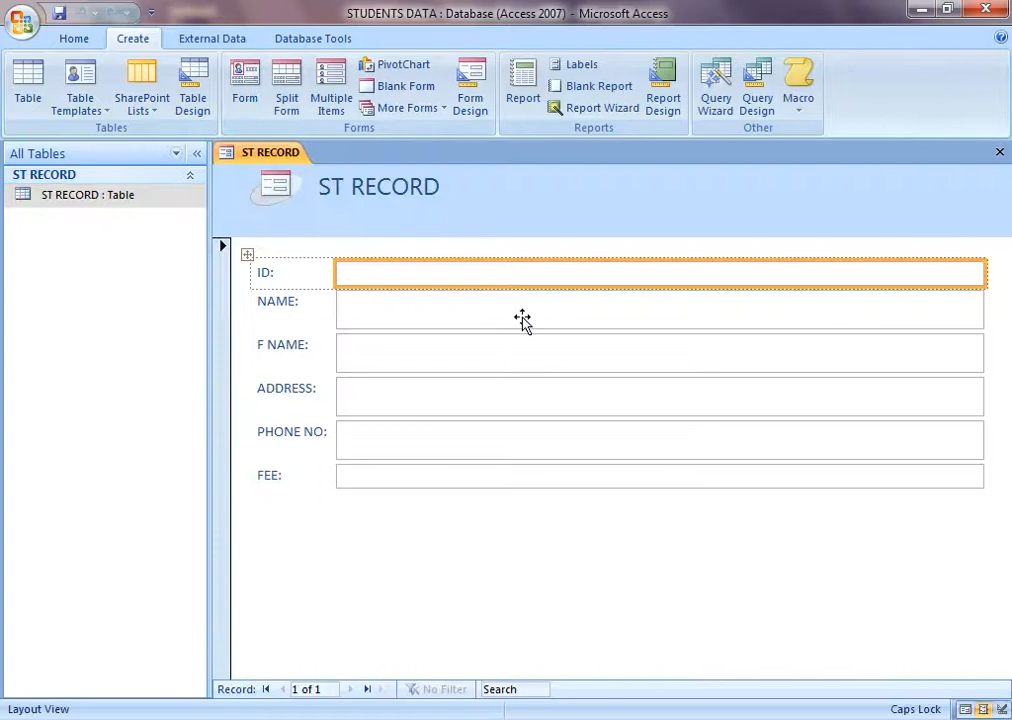 STUDENTS DATA : Database (Access 2007) - Microsoft Access
Home Create External Data Database Tools
Table
Table Templates
SharePoint Lists
Table Design
Tables
Form
Split Form
Multiple Items
PivotChart
Blank Form
More Forms
Form Design
Forms
Report
Labels
Blank Report
Report Wizard
Report Design
Reports
Query Wizard
Query Design
Macro
Other
All Tables
ST RECORD
ST RECORD : Table
ST RECORD
ST RECORD
ID:
NAME:
F NAME:
ADDRESS:
PHONE NO:
FEE:
Record: 1 of 1 No Filter Search
Layout View Caps Lock